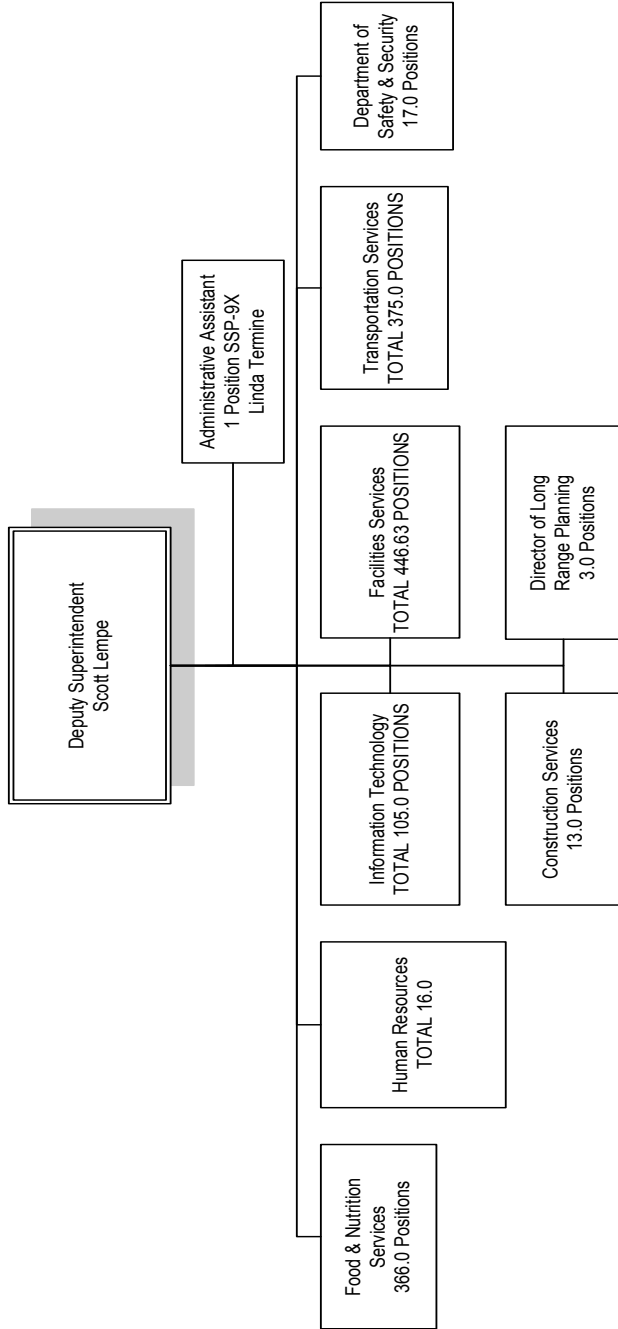 Deputy Superintendent
Scott Lempe
Administrative Assistant
1 Position SSP-9X
Linda Termine
Food & Nutrition
Services
366.0 Positions
Human Resources
TOTAL 16.0
Information Technology
TOTAL 105.0 POSITIONS
Facilities Services
TOTAL 446.63 POSITIONS
Transportation Services
TOTAL 375.0 POSITIONS
Department of
Safety & Security
17.0 Positions
Construction Services
13.0 Positions
Director of Long
Range Planning
3.0 Positions